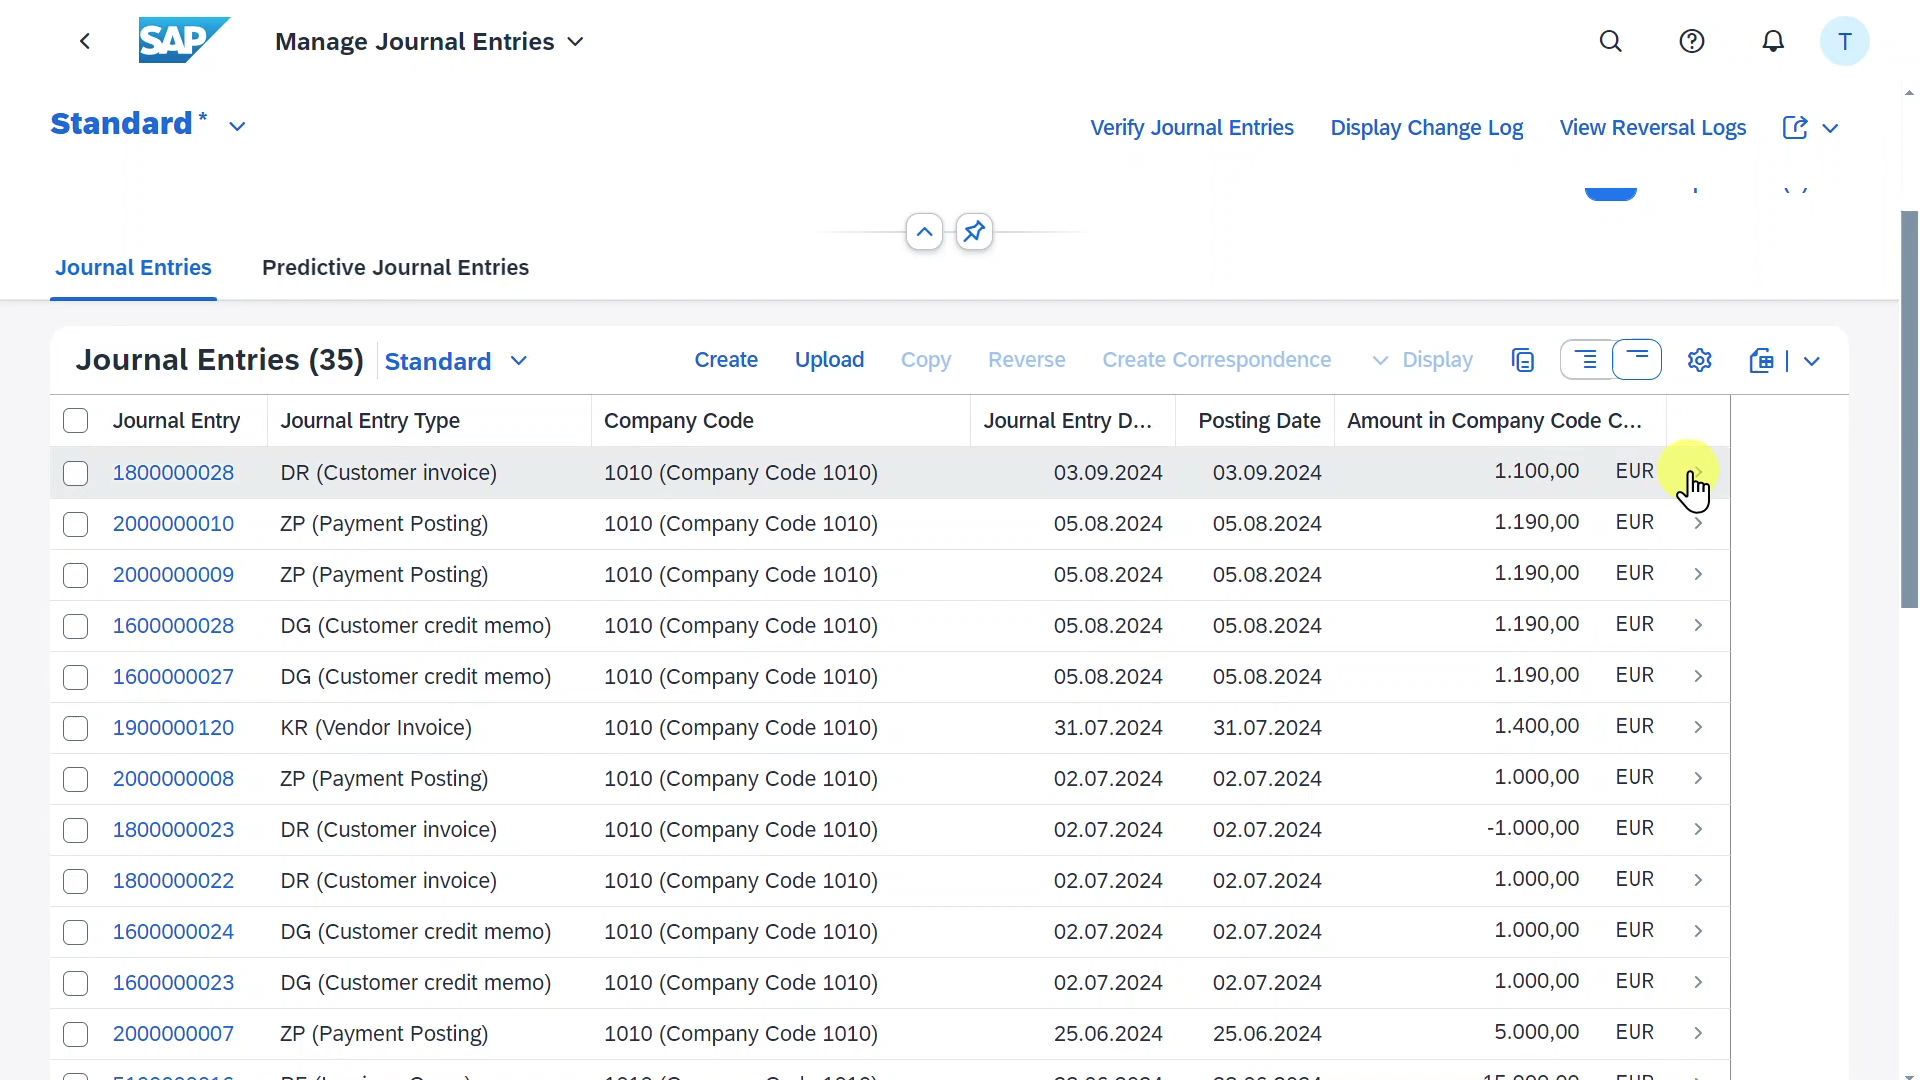 SAP Manage Journal Entries T
Standard * Verify Journal Entries Display Change Log View Reversal Logs
Journal Entries Predictive Journal Entries
Journal Entries (35) Standard Create Upload Copy Reverse Create Correspondence Display
Journal Entry Journal Entry Type Company Code Journal Entry D... Posting Date Amount in Company Code C...
1800000028 DR (Customer invoice) 1010 (Company Code 1010) 03.09.2024 03.09.2024 1.100,00 EUR
2000000010 ZP (Payment Posting) 1010 (Company Code 1010) 05.08.2024 05.08.2024 1.190,00 EUR
2000000009 ZP (Payment Posting) 1010 (Company Code 1010) 05.08.2024 05.08.2024 1.190,00 EUR
1600000028 DG (Customer credit memo) 1010 (Company Code 1010) 05.08.2024 05.08.2024 1.190,00 EUR
1600000027 DG (Customer credit memo) 1010 (Company Code 1010) 05.08.2024 05.08.2024 1.190,00 EUR
1900000120 KR (Vendor Invoice) 1010 (Company Code 1010) 31.07.2024 31.07.2024 1.400,00 EUR
2000000008 ZP (Payment Posting) 1010 (Company Code 1010) 02.07.2024 02.07.2024 1.000,00 EUR
1800000023 DR (Customer invoice) 1010 (Company Code 1010) 02.07.2024 02.07.2024 -1.000,00 EUR
1800000022 DR (Customer invoice) 1010 (Company Code 1010) 02.07.2024 02.07.2024 1.000,00 EUR
1600000024 DG (Customer credit memo) 1010 (Company Code 1010) 02.07.2024 02.07.2024 1.000,00 EUR
1600000023 DG (Customer credit memo) 1010 (Company Code 1010) 02.07.2024 02.07.2024 1.000,00 EUR
2000000007 ZP (Payment Posting) 1010 (Company Code 1010) 25.06.2024 25.06.2024 5.000,00 EUR